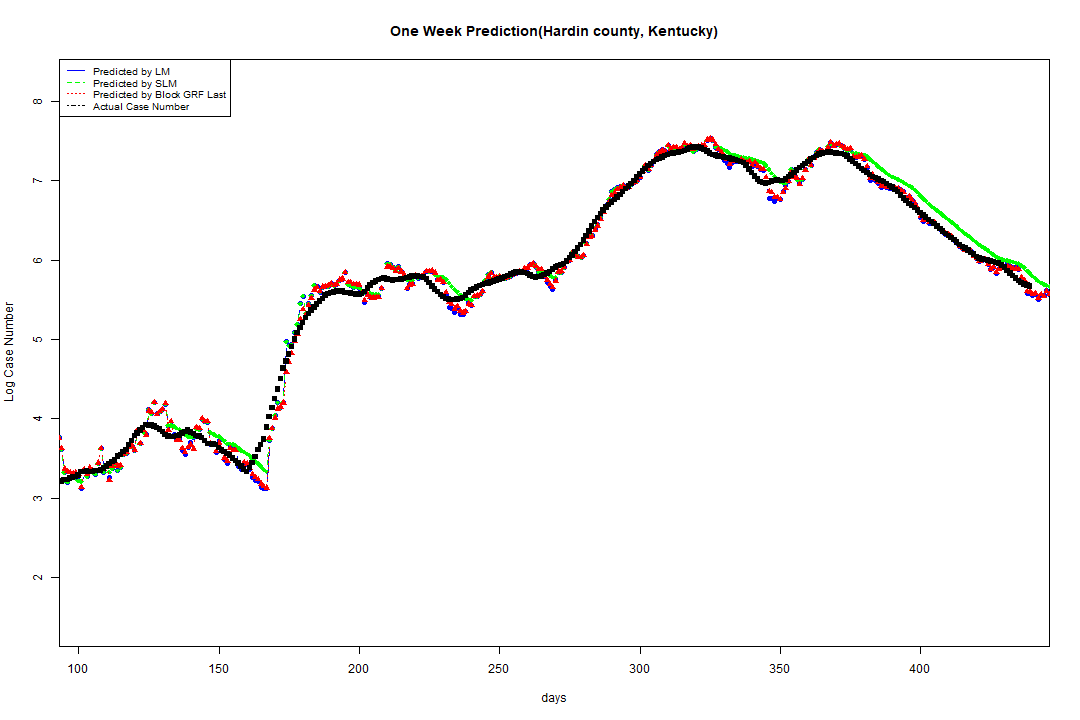 One Week Prediction(Hardin county, Kentucky)
Predicted by LM
Predicted by SLM
Predicted by Block GRF Last
Actual Case Number
8
7
6
5
4
3
2
Log Case Number
100 150 200 250 300 350 400
days